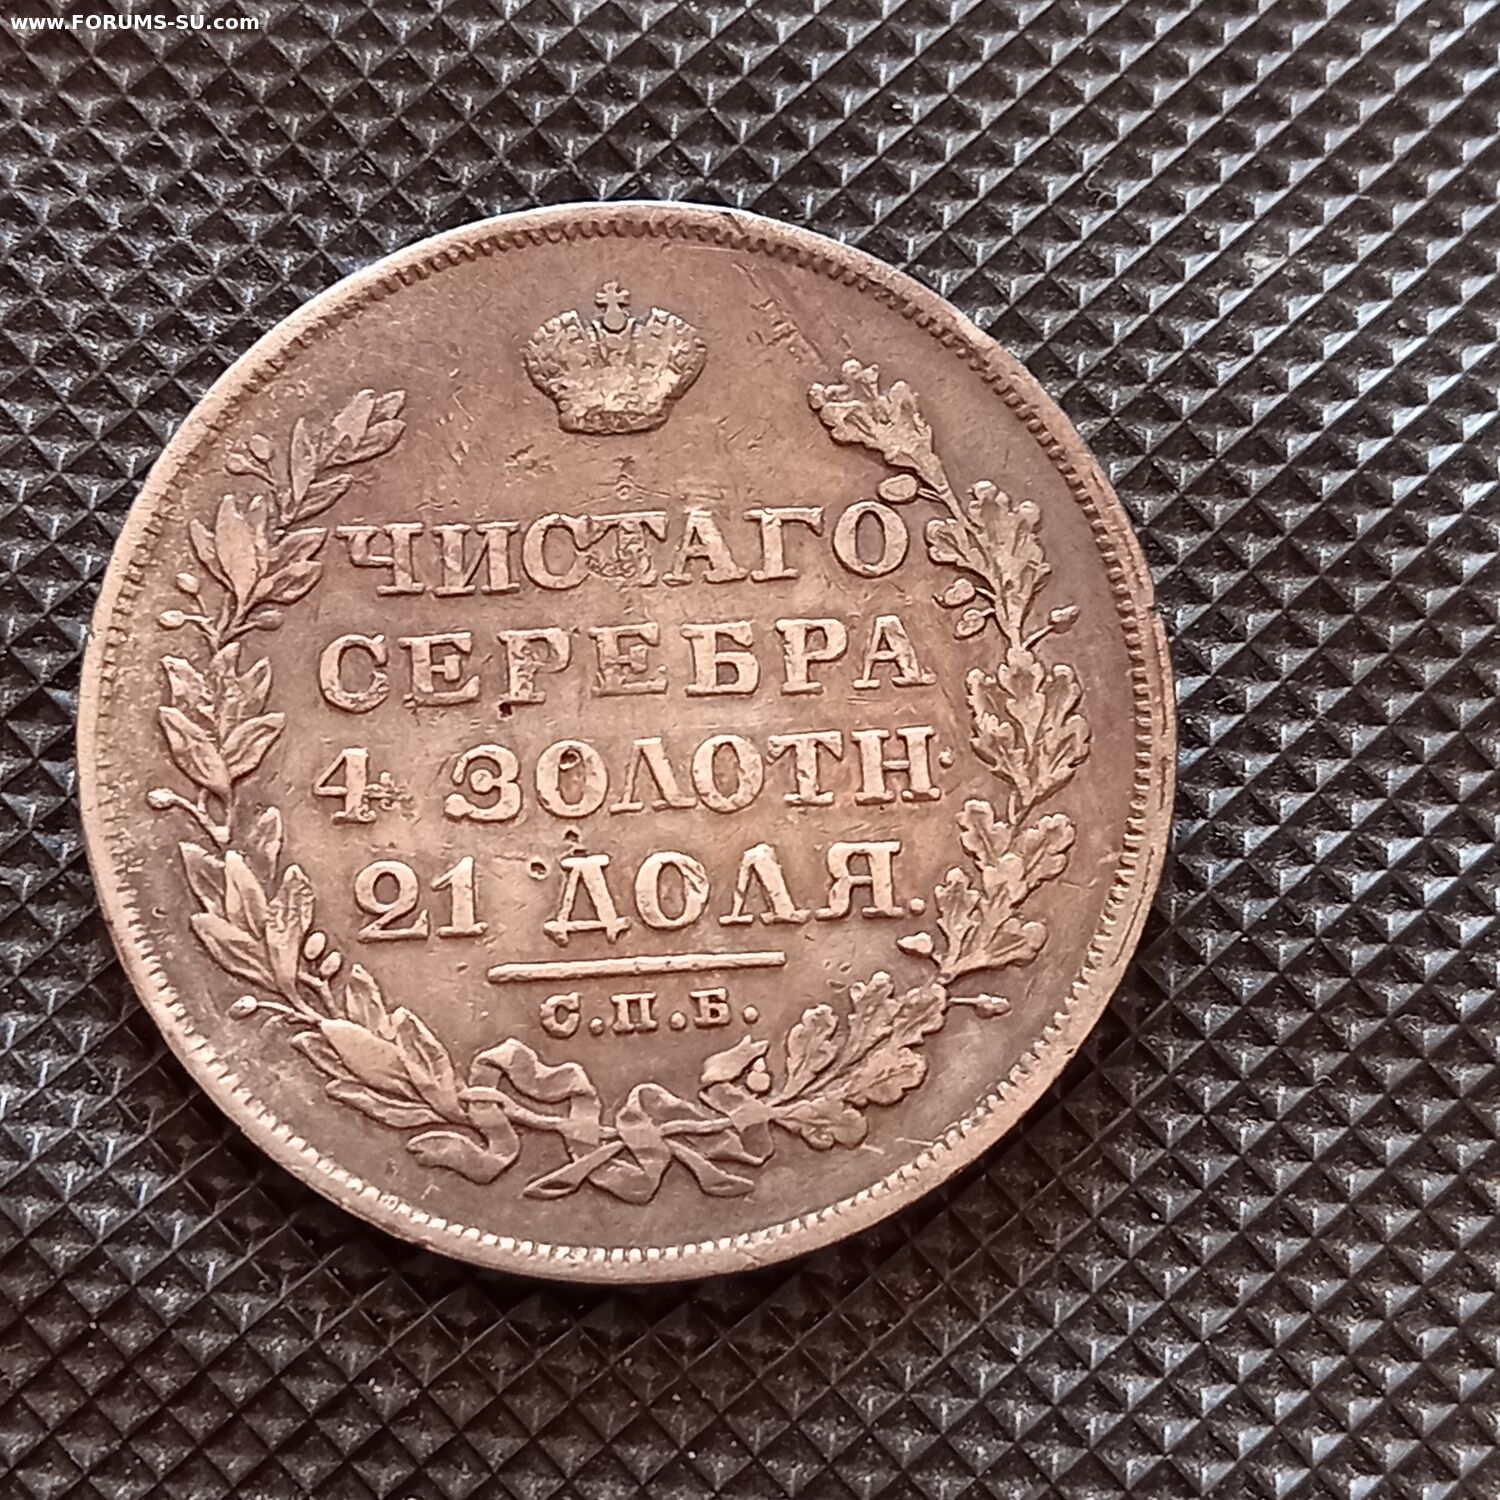 www.FORUMS-SU.com
ЧИСТАГО
СЕРЕБРА
4 ЗОЛОТН.
21 ДОЛЯ.
С.П.Б.